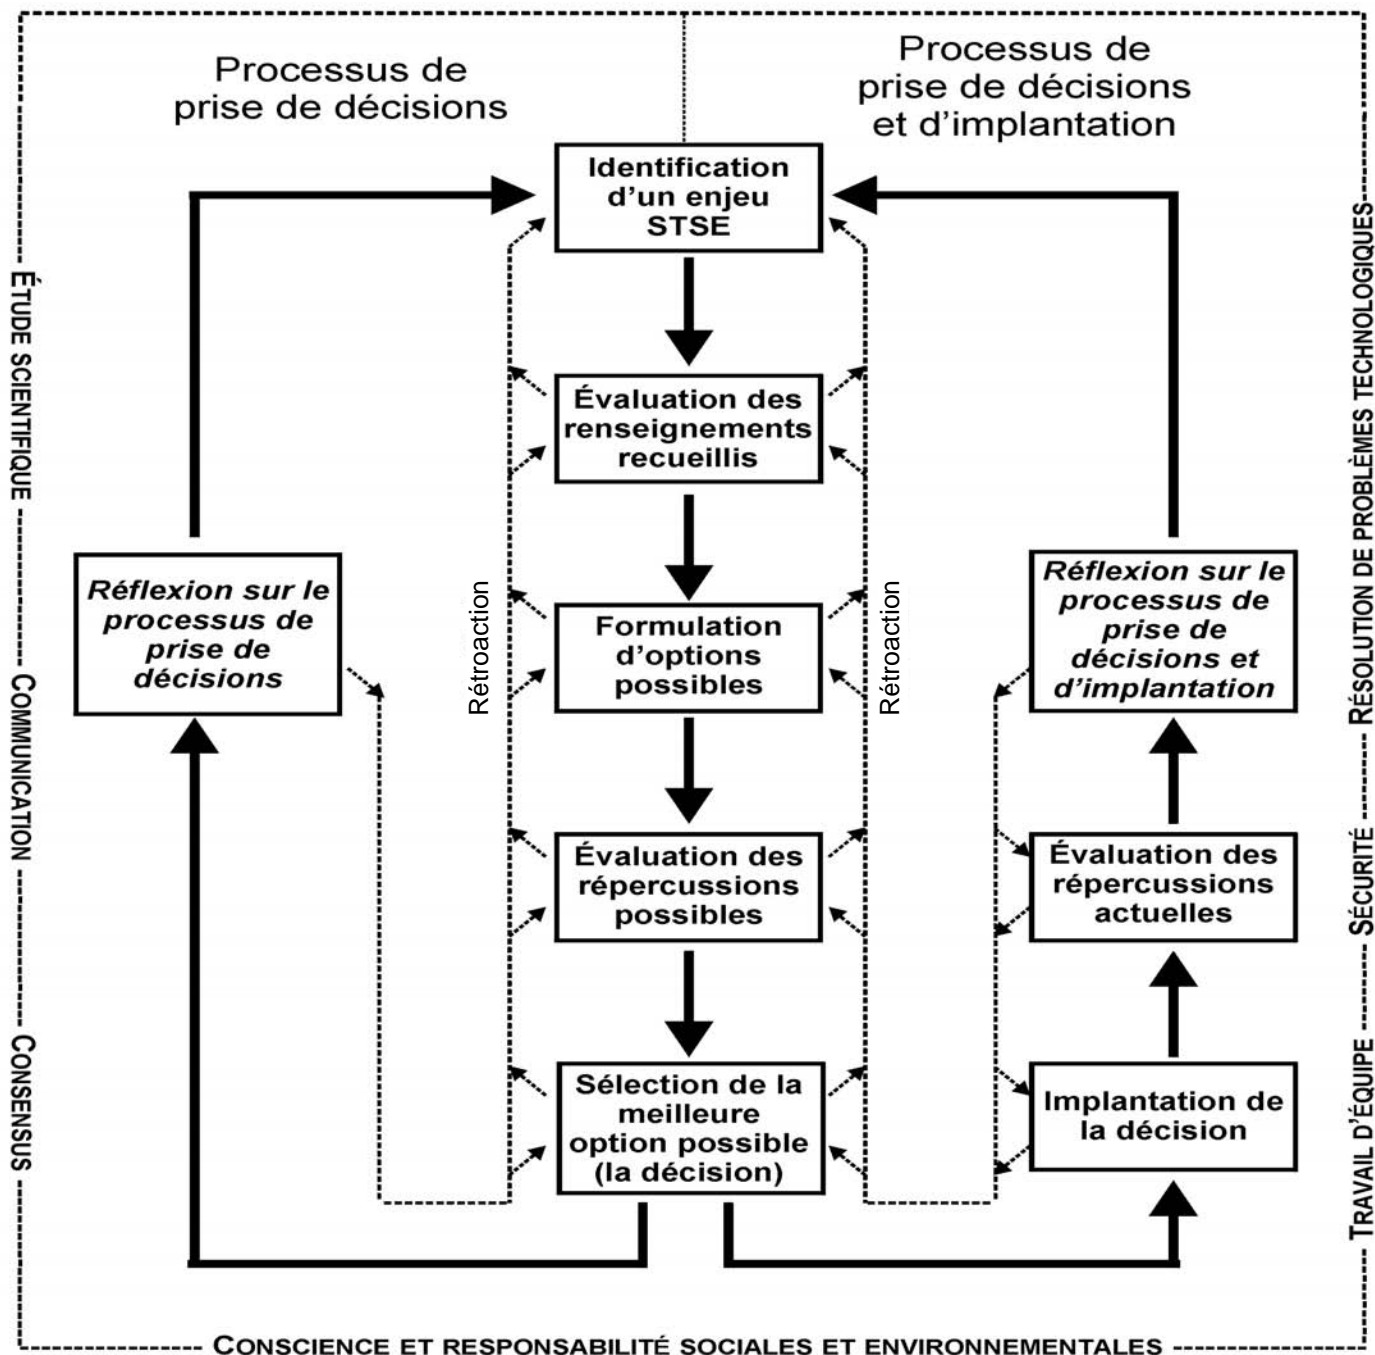 Processus de
prise de décisions
Processus de
prise de décisions
et d'implantation
Identification
d'un enjeu
STSE
Évaluation des
renseignements
recueillis
Formulation
d'options
possibles
Évaluation des
répercussions
possibles
Sélection de la
meilleure
option possible
(la décision)
Réflexion sur le
processus de
prise de
décisions
Rétroaction
Rétroaction
Réflexion sur le
processus de
prise de
décisions et
d'implantation
Évaluation des
répercussions
actuelles
Implantation de
la décision
ÉTUDE SCIENTIFIQUE
COMMUNICATION
CONSENSUS
RÉSOLUTION DE PROBLÈMES TECHNOLOGIQUES
SÉCURITÉ
TRAVAIL D'ÉQUIPE
CONSCIENCE ET RESPONSABILITÉ SOCIALES ET ENVIRONNEMENTALES